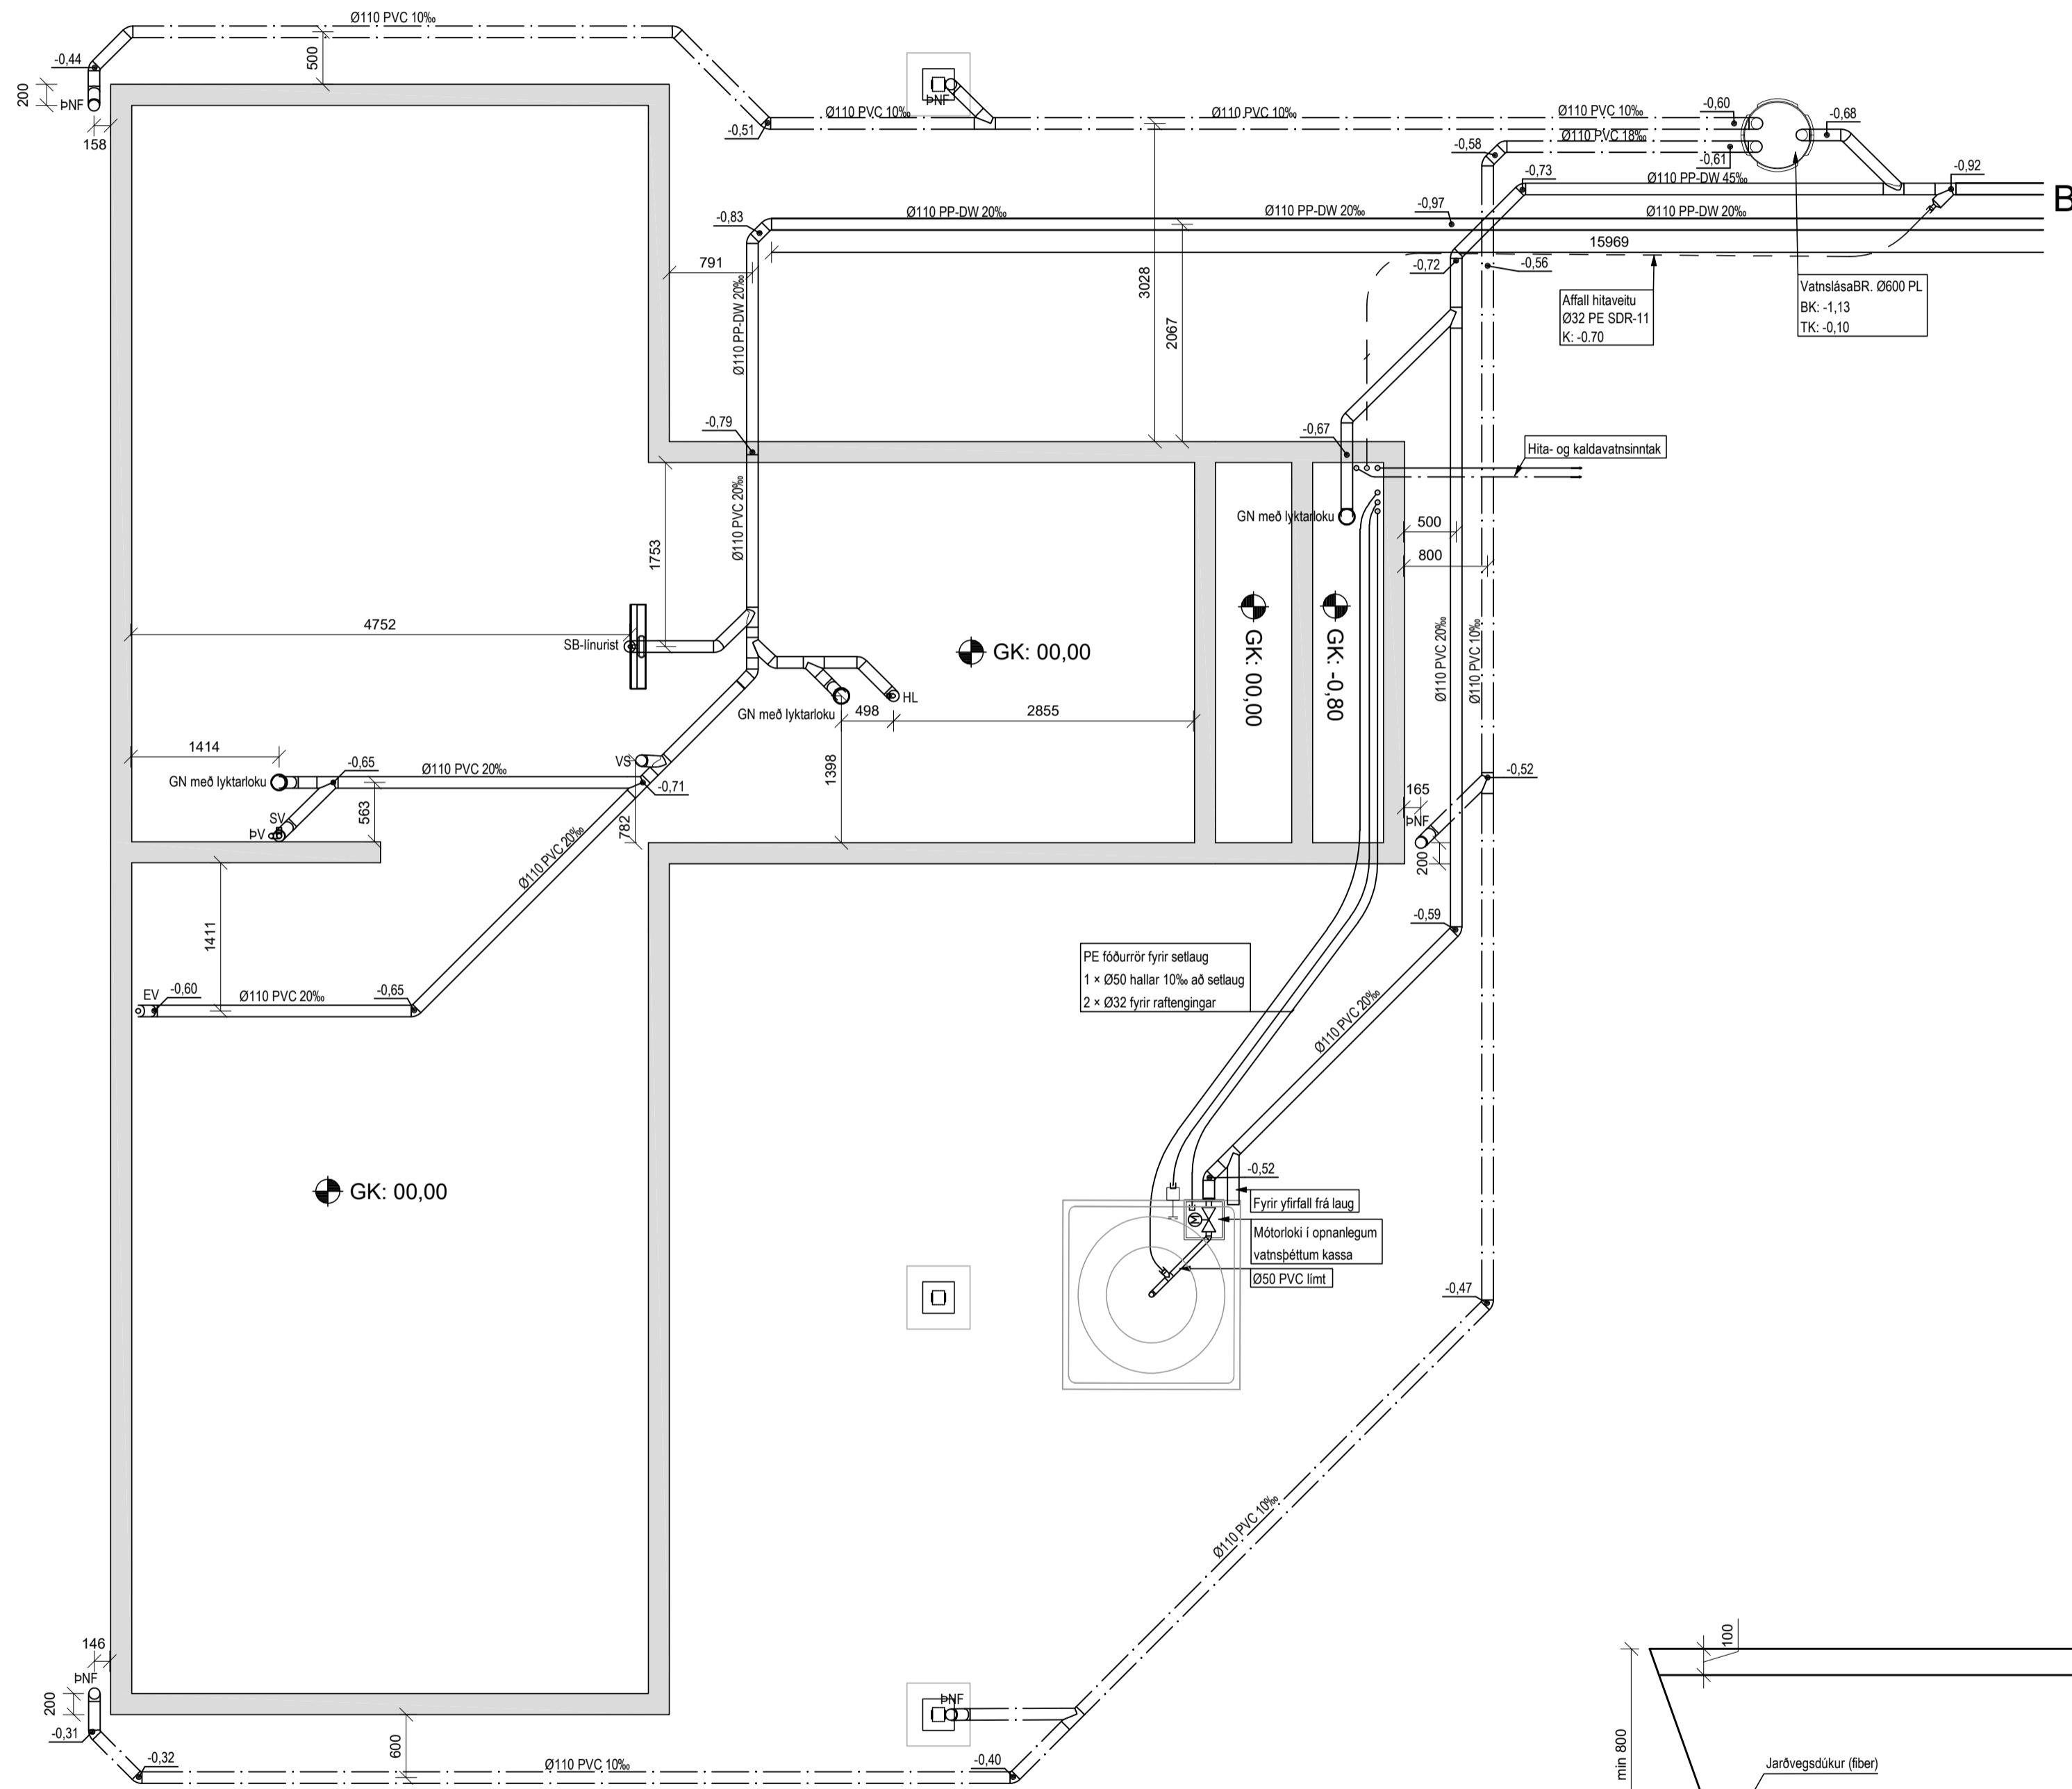 Ø110 PVC 10‰
500
-0,44
200
ÞNF
158
ÞNF
-0,51
Ø110 PVC 10‰
Ø110 PVC 10‰
Ø110 PVC 10‰
-0,60
-0,68
Ø110 PVC 18‰
-0,58
-0,61
-0,73
Ø110 PP-DW 45‰
-0,92
B
-0,83
Ø110 PP-DW 20‰
Ø110 PP-DW 20‰
-0,97
Ø110 PP-DW 20‰
15969
791
3028
2067
-0,72
-0,56
Ø110 PP-DW 20‰
Affall hitaveitu
Ø32 PE SDR-11
K: -0.70
VatnslásaBR. Ø600 PL
BK: -1,13
TK: -0,10
-0,79
-0,67
Hita- og kaldavatnsinntak
Ø110 PVC 20‰
1753
GN með lyktarloku
500
800
4752
SB-línurist
GK: 00,00
GK: 00,00
GK: -0,80
Ø110 PVC 20‰
Ø110 PVC 10‰
HL
GN með lyktarloku
498
2855
1414
VS
-0,65
Ø110 PVC 20‰
GN með lyktarloku
-0,71
1398
-0,52
165
SV
ÞV
563
782
ÞNF
200
Ø110 PVC 20‰
1411
-0,59
PE fóðurrör fyrir setlaug
1 × Ø50 hallar 10‰ að setlaug
2 × Ø32 fyrir raftengingar
EV
-0,60
Ø110 PVC 20‰
-0,65
Ø110 PVC 20‰
-0,52
GK: 00,00
Fyrir yfirfall frá laug
M
Mótorloki í opnanlegum
vatnsþéttum kassa
Ø50 PVC límt
-0,47
Ø110 PVC 10‰
146
ÞNF
200
-0,31
ÞNF
100
min 800
600
-0,32
Ø110 PVC 10‰
-0,40
Jarðvegsdúkur (fiber)